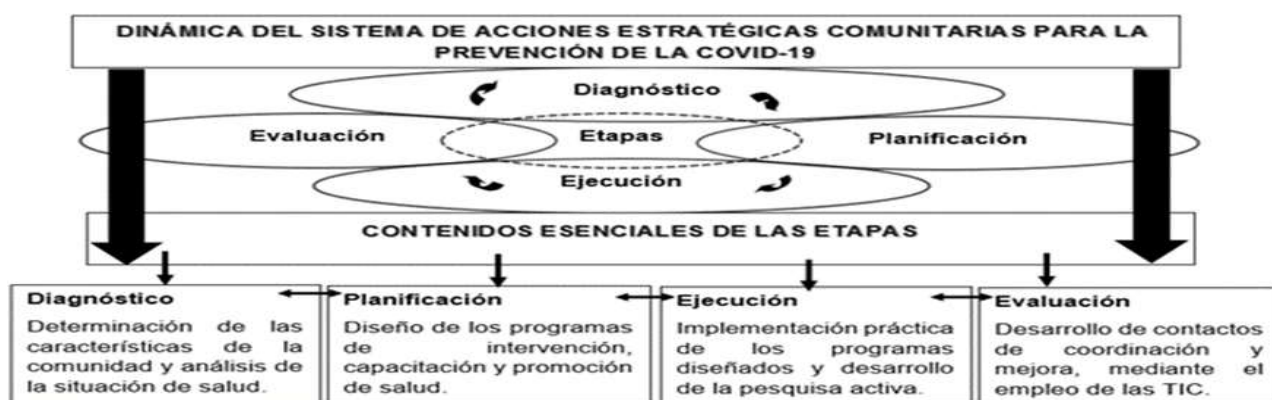 DINÁMICA DEL SISTEMA DE ACCIONES ESTRATÉGICAS COMUNITARIAS PARA LA
PREVENCIÓN DE LA COVID-19
Diagnóstico
Evaluación
Etapas
Planificación
Ejecución
CONTENIDOS ESENCIALES DE LAS ETAPAS
Diagnóstico
Determinación de las
características de la
comunidad y análisis de
la situación de salud.
Planificación
Diseño de los programas
de intervención,
capacitación y promoción
de salud.
Ejecución
Implementación práctica
de los programas
diseñados y desarrollo
de la pesquisa activa.
Evaluación
Desarrollo de contactos
de coordinación y
mejora, mediante el
empleo de las TIC.